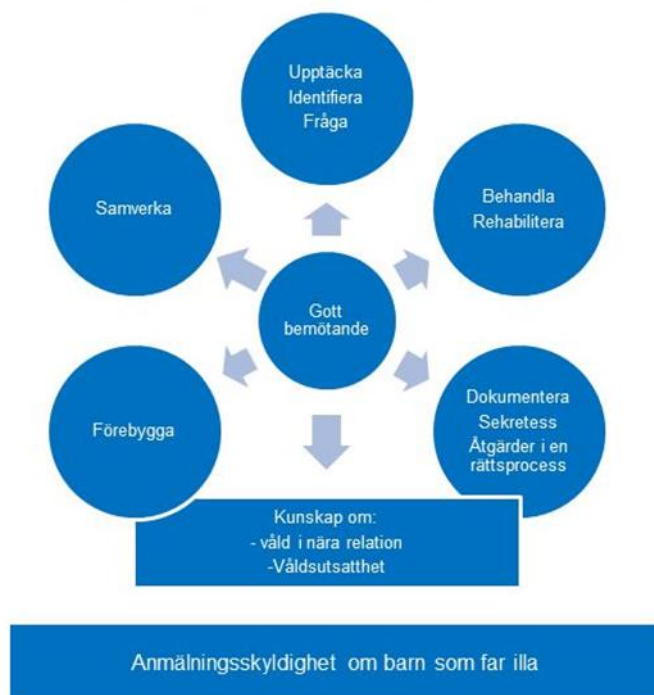 Upptäcka
Identifiera
Fråga
Samverka
Behandla
Rehabilitera
Gott
bemötande
Förebygga
Dokumentera
Sekretess
Åtgärder i en
rättsprocess
Kunskap om:
- våld i nära relation
-Våldsutsatthet
Anmälningsskyldighet om barn som far illa